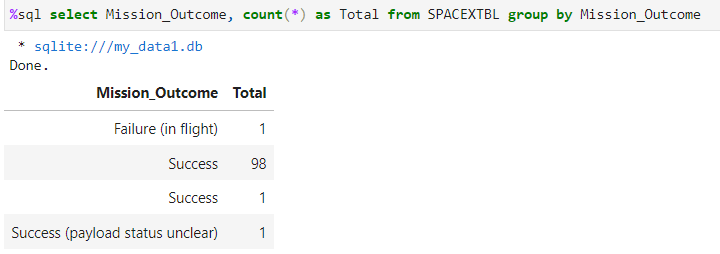 %sql select Mission_Outcome, count(*) as Total from SPACEXTBL group by Mission_Outcome
* sqlite:///my_data1.db
Done.
Mission_Outcome Total
Failure (in flight) 1
Success 98
Success 1
Success (payload status unclear) 1